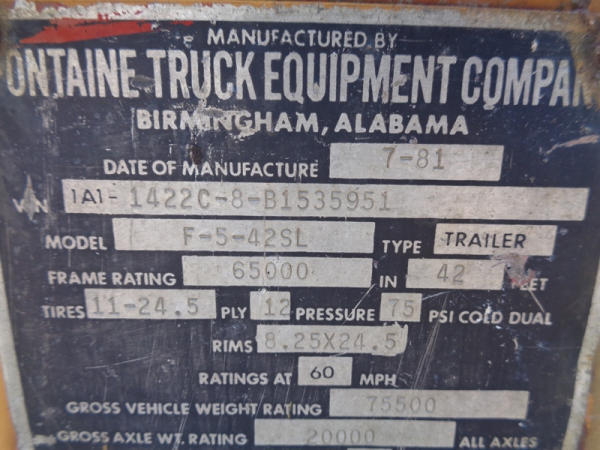 MANUFACTURED BY
ONTAINE TRUCK EQUIPMENT COMPAN
BIRMINGHAM, ALABAMA
DATE OF MANUFACTURE 7-81
VIN 1A1- 1422C-8-B1535951
MODEL F-5-42SL TYPE TRAILER
FRAME RATING 65000 IN 42 FEET
TIRES 11-24.5 PLY 12 PRESSURE 75 PSI COLD DUAL
RIMS 8.25X24.5
RATINGS AT 60 MPH
GROSS VEHICLE WEIGHT RATING 75500
GROSS AXLE WT. RATING 20000 ALL AXLES